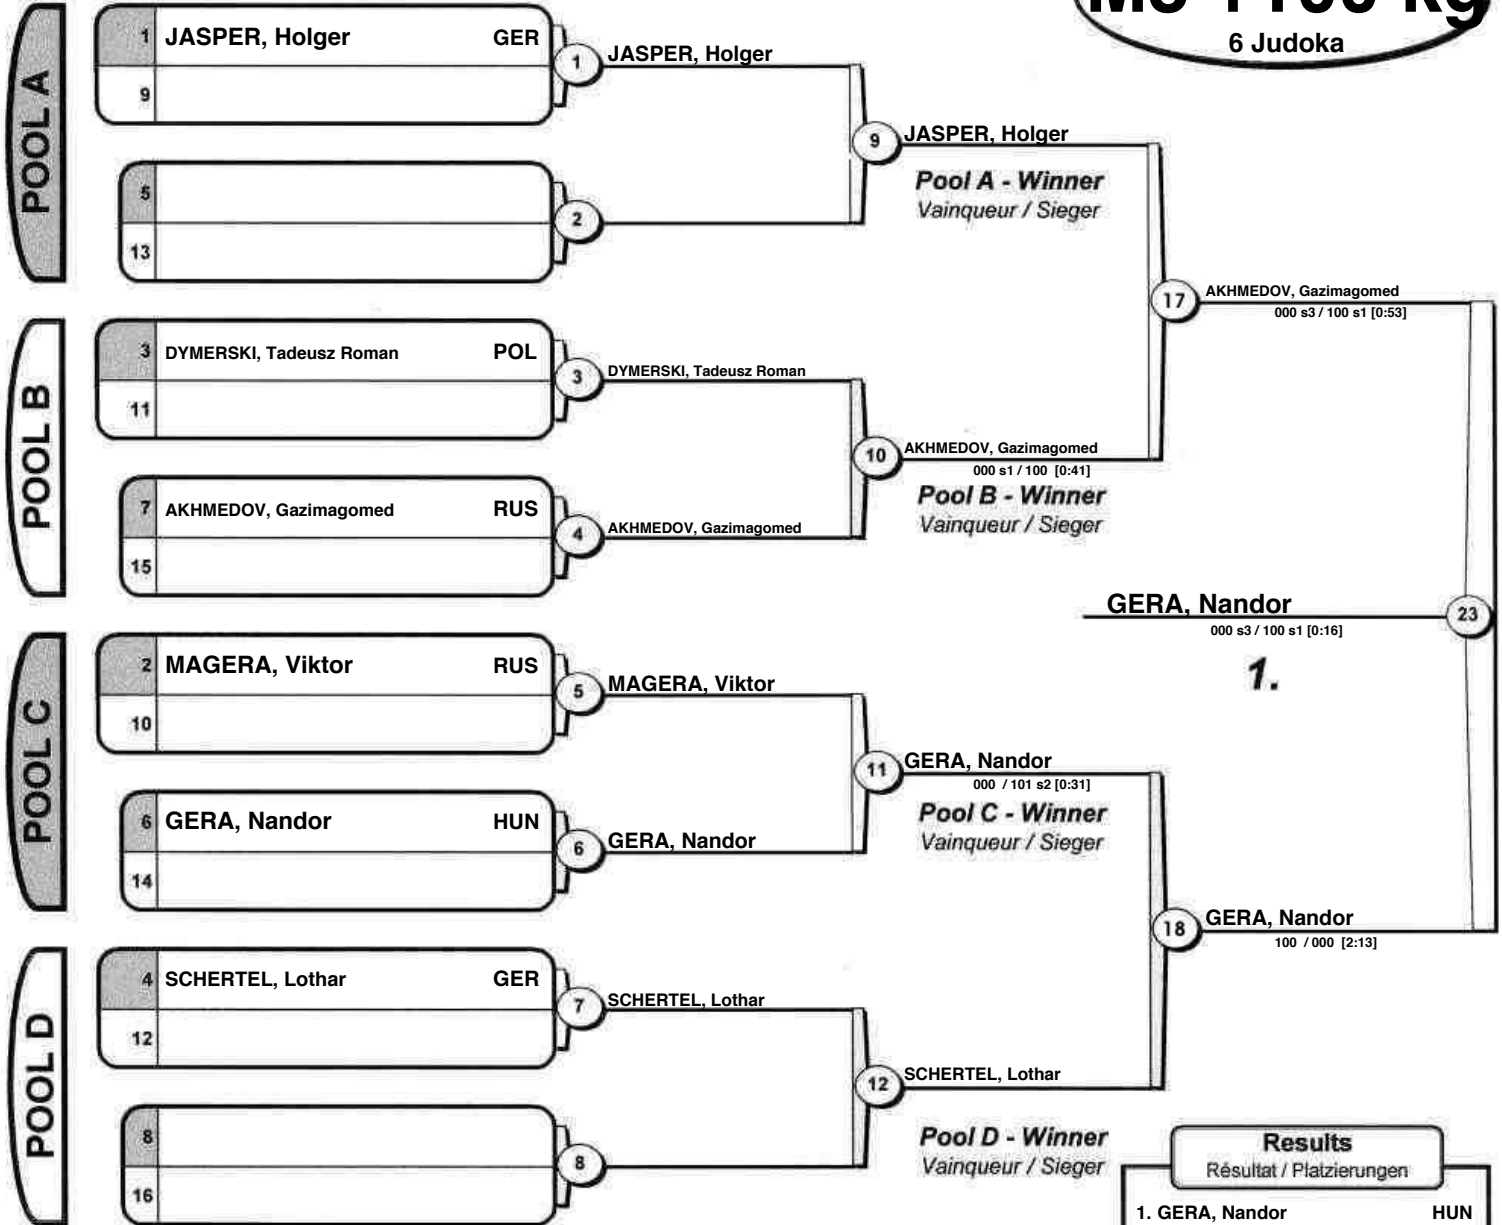 6 Judoka
POOL A
1 JASPER, Holger GER
9
1
JASPER, Holger
5
13
2
9
JASPER, Holger
Pool A - Winner
Vainqueur / Sieger
POOL B
3 DYMERSKI, Tadeusz Roman POL
11
3
DYMERSKI, Tadeusz Roman
7 AKHMEDOV, Gazimagomed RUS
15
4
AKHMEDOV, Gazimagomed
10
AKHMEDOV, Gazimagomed
000 s1 / 100 [0:41]
Pool B - Winner
Vainqueur / Sieger
17
AKHMEDOV, Gazimagomed
000 s3 / 100 s1 [0:53]
POOL C
2 MAGERA, Viktor RUS
10
5
MAGERA, Viktor
6 GERA, Nandor HUN
14
6
GERA, Nandor
11
GERA, Nandor
000 / 101 s2 [0:31]
Pool C - Winner
Vainqueur / Sieger
POOL D
4 SCHERTEL, Lothar GER
12
7
SCHERTEL, Lothar
8
16
8
12
SCHERTEL, Lothar
Pool D - Winner
Vainqueur / Sieger
18
GERA, Nandor
100 / 000 [2:13]
GERA, Nandor
23
000 s3 / 100 s1 [0:16]
1.
Results
Résultat / Platzierungen
1. GERA, Nandor HUN